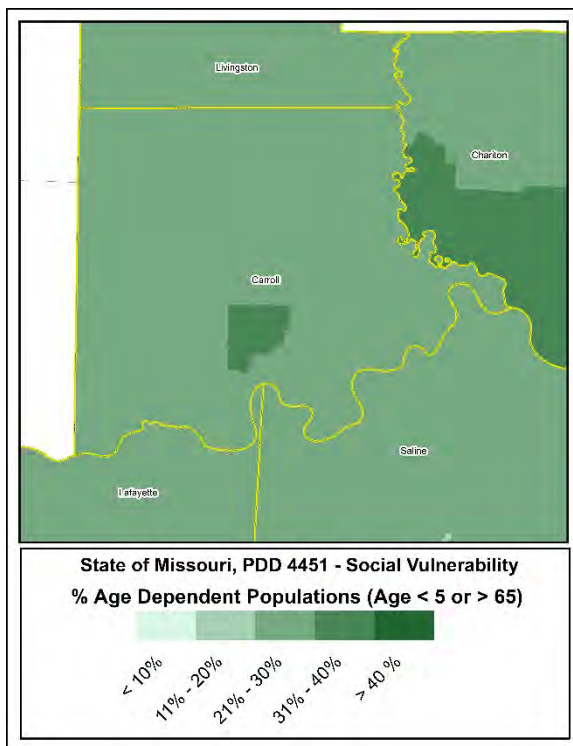 Livingston
Chariton
Carroll
Saline
Lafayette
State of Missouri, PDD 4451 - Social Vulnerability
% Age Dependent Populations (Age < 5 or > 65)
< 10%
11% - 20%
21% - 30%
31% - 40%
> 40 %